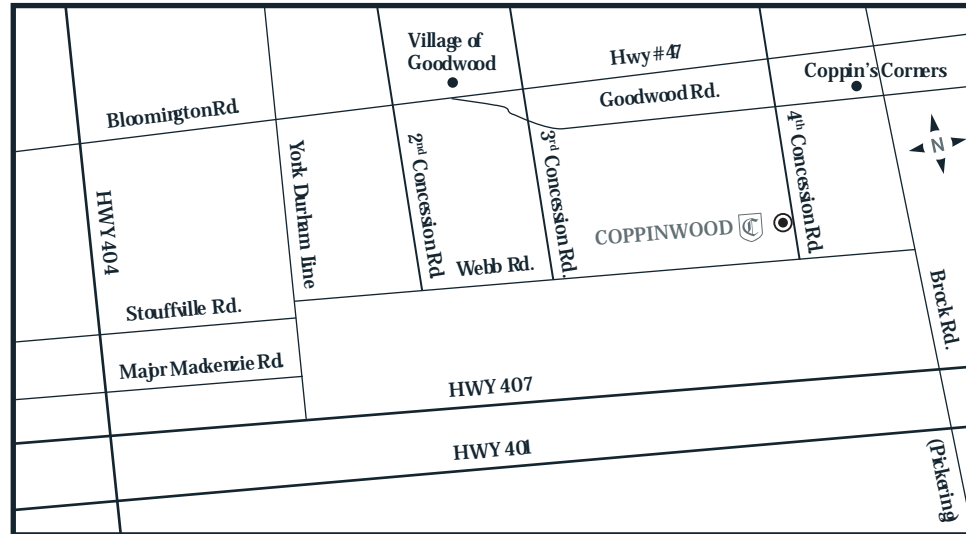 Village of
Goodwood
Hwy #47
Coppin's Corners
Goodwood Rd.
Bloomington Rd.
N
HWY 404
York Durham Line
2nd Concession Rd.
3rd Concession Rd.
4th Concession Rd.
COPPINWOOD C
Webb Rd.
Brock Rd.
Stouffville Rd.
Major Mackenzie Rd.
HWY 407
HWY 401
(Pickering)